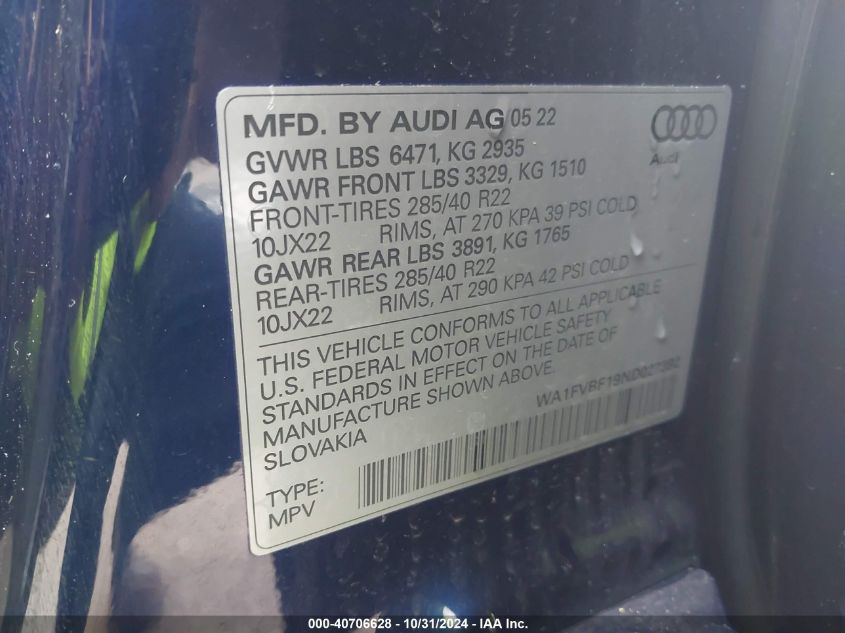 MFD. BY AUDI AG 05 22
Audi
GVWR LBS 6471, KG 2935
GAWR FRONT LBS 3329, KG 1510
FRONT-TIRES 285/40 R22
10JX22 RIMS, AT 270 KPA 39 PSI COLD
GAWR REAR LBS 3891, KG 1765
REAR-TIRES 285/40 R22
10JX22 RIMS, AT 290 KPA 42 PSI COLD
THIS VEHICLE CONFORMS TO ALL APPLICABLE
U.S. FEDERAL MOTOR VEHICLE SAFETY
STANDARDS IN EFFECT ON THE DATE OF
MANUFACTURE SHOWN ABOVE.
SLOVAKIA
WA1FVBF19ND027392
TYPE:
MPV
000-40706628 - 10/31/2024 - IAA, Inc.